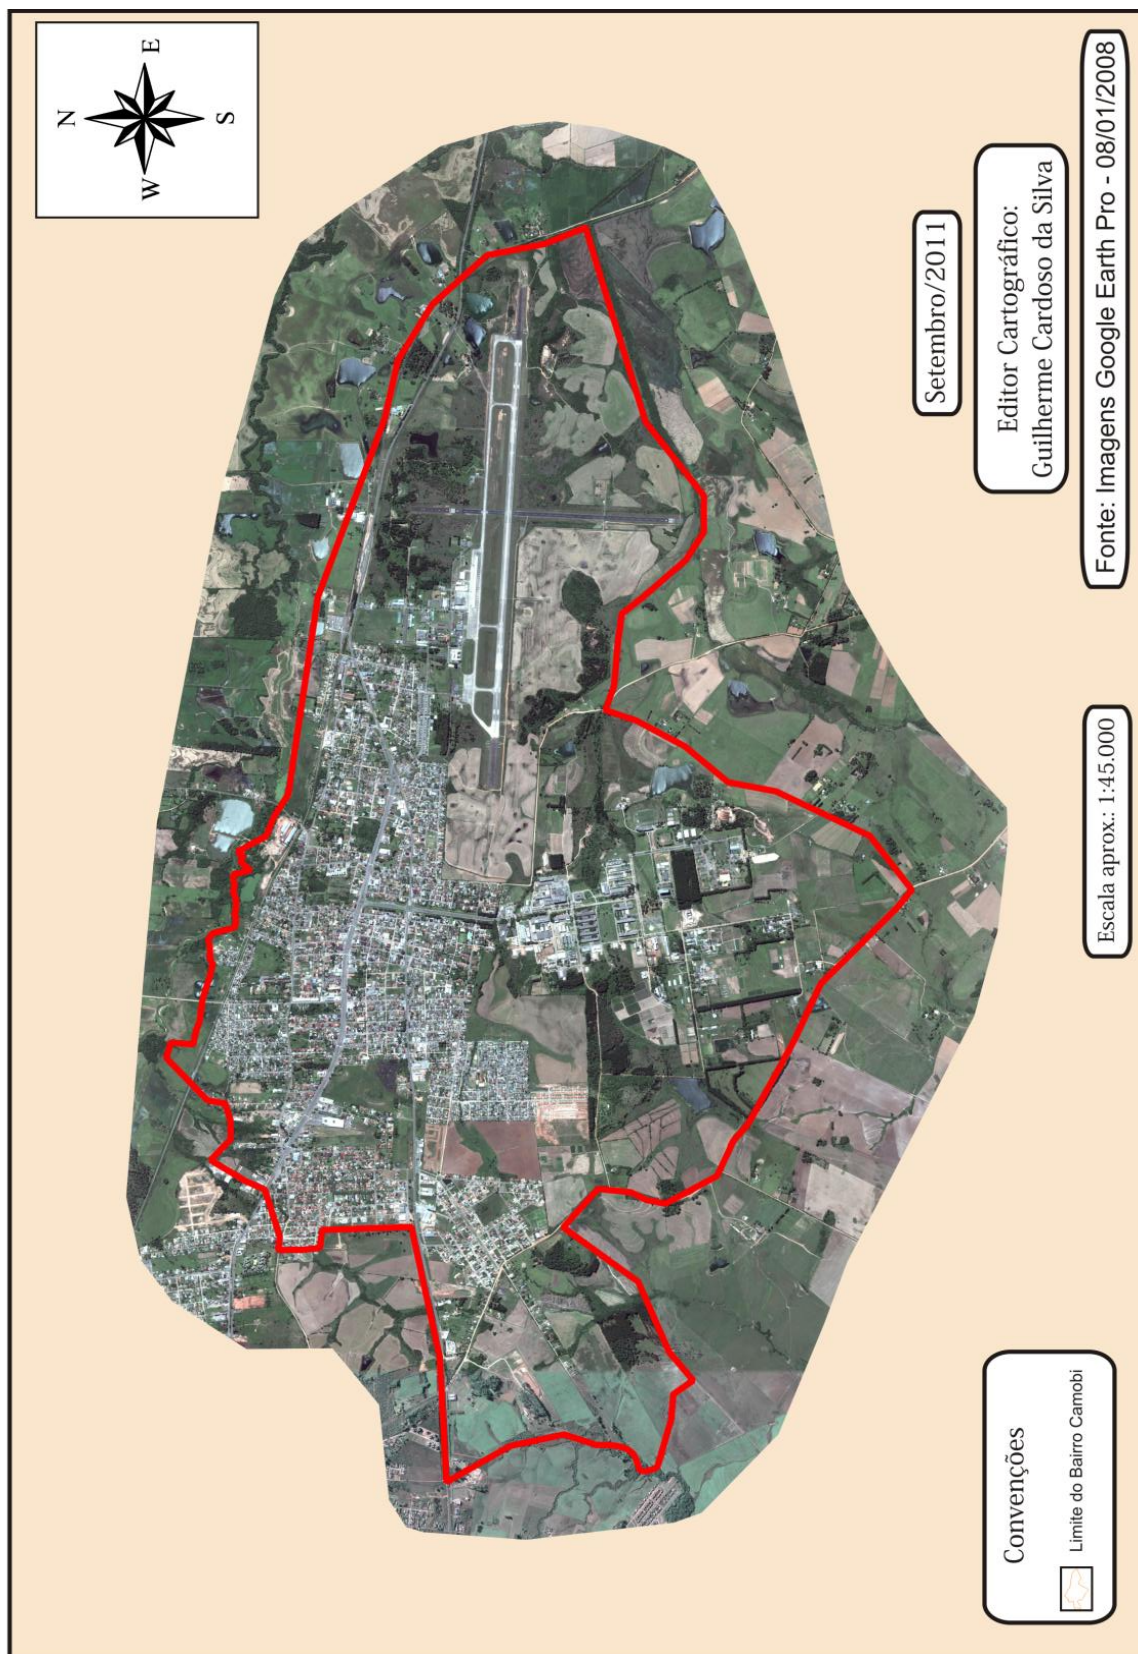 N
E
W
S
Convenções
Limite do Bairro Camobi
Escala aprox.: 1:45.000
Setembro/2011
Editor Cartográfico:
Guilherme Cardoso da Silva
Fonte: Imagens Google Earth Pro - 08/01/2008